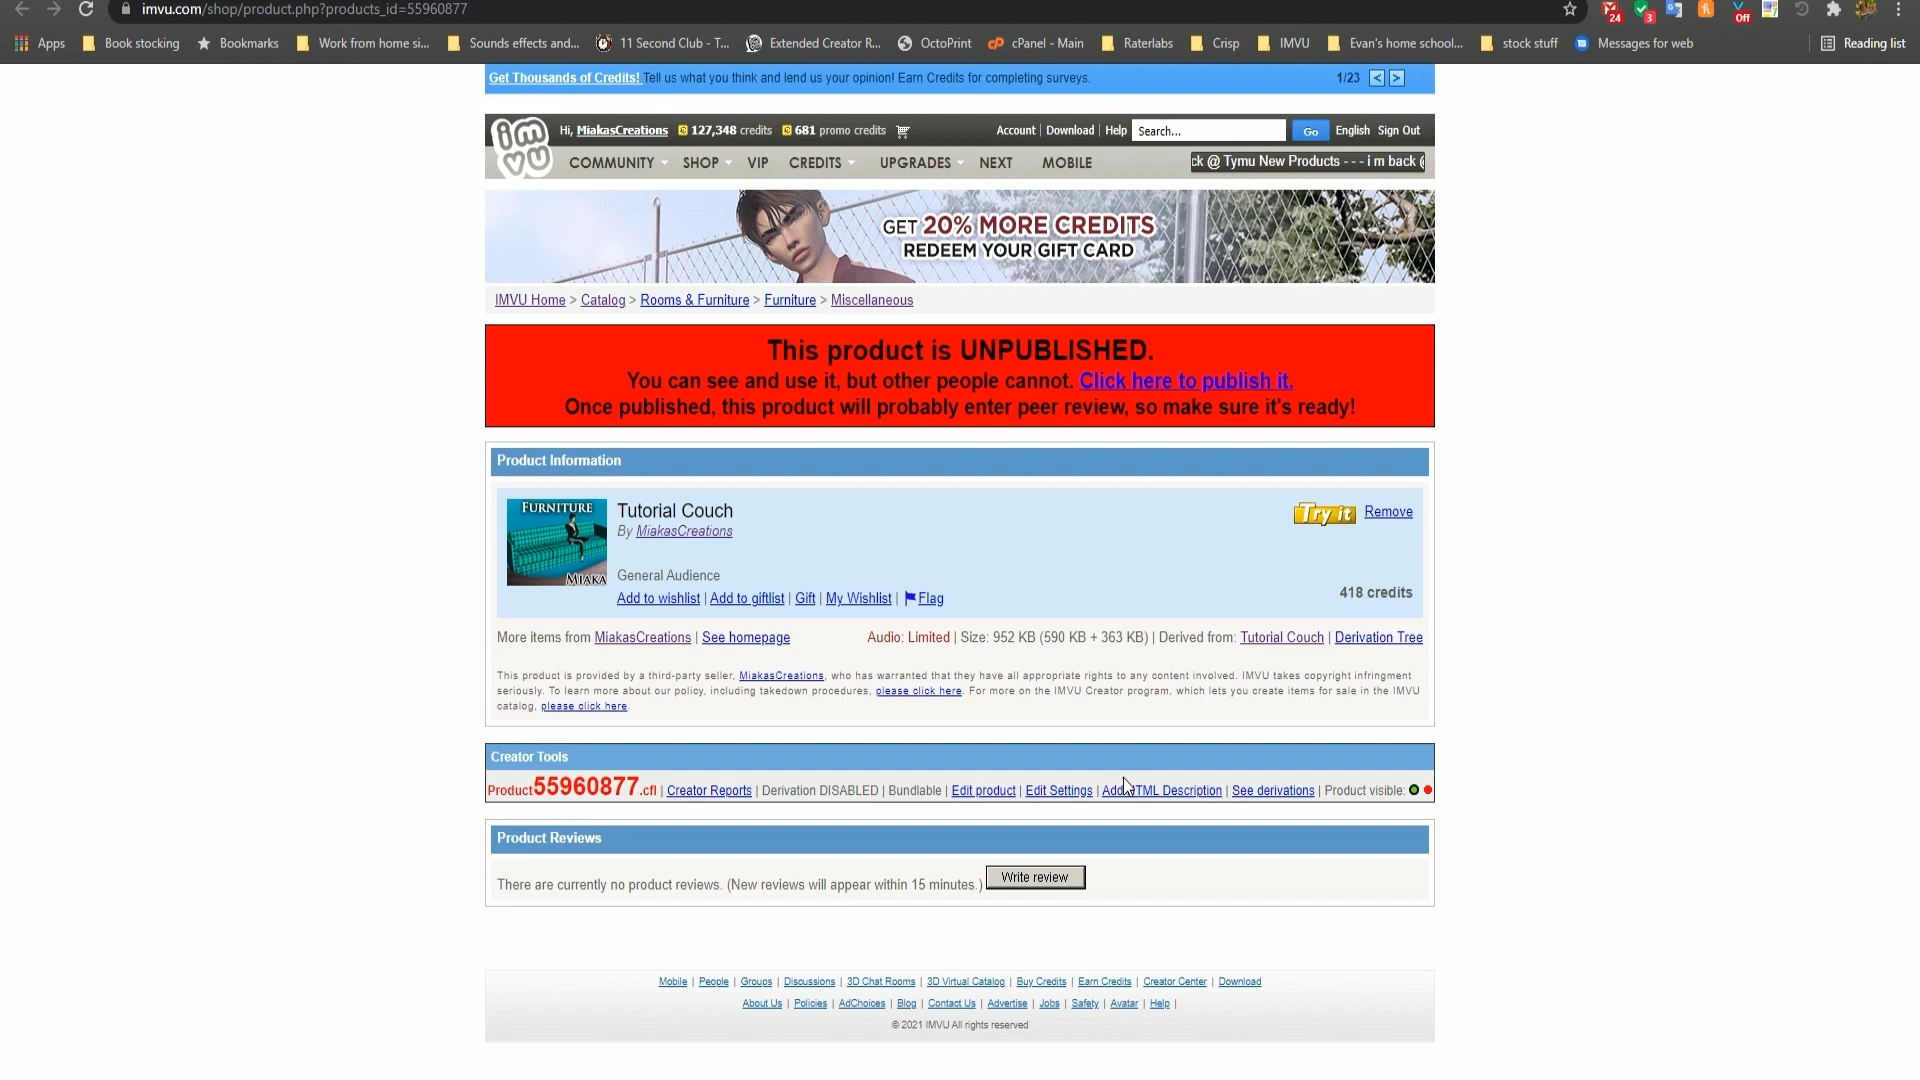 imvu.com/shop/product.php?products_id=55960877
24 3 Off 7
Apps Book stocking Bookmarks Work from home si... Sounds effects and... 11 Second Club - T... Extended Creator R... OctoPrint cPanel - Main Raterlabs Crisp IMVU Evan's home school... stock stuff Messages for web Reading list
Get Thousands of Credits! Tell us what you think and lend us your opinion! Earn Credits for completing surveys. 1/23 < >
imvu
Hi, MiakasCreations 127,348 credits 681 promo credits Account | Download | Help Search... Go English Sign Out
COMMUNITY SHOP VIP CREDITS UPGRADES NEXT MOBILE ck @ Tymu New Products - - - i m back @
GET 20% MORE CREDITS
REDEEM YOUR GIFT CARD
IMVU Home > Catalog > Rooms & Furniture > Furniture > Miscellaneous
This product is UNPUBLISHED.
You can see and use it, but other people cannot. Click here to publish it.
Once published, this product will probably enter peer review, so make sure it's ready!
Product Information
FURNITURE
MIAKA
Tutorial Couch
By MiakasCreations
Try it Remove
General Audience
418 credits
Add to wishlist | Add to giftlist | Gift | My Wishlist | Flag
More items from MiakasCreations | See homepage Audio: Limited | Size: 952 KB (590 KB + 363 KB) | Derived from: Tutorial Couch | Derivation Tree
This product is provided by a third-party seller, MiakasCreations, who has warranted that they have all appropriate rights to any content involved. IMVU takes copyright infringment
seriously. To learn more about our policy, including takedown procedures, please click here. For more on the IMVU Creator program, which lets you create items for sale in the IMVU
catalog, please click here.
Creator Tools
Product55960877.cfl | Creator Reports | Derivation DISABLED | Bundlable | Edit product | Edit Settings | Add HTML Description | See derivations | Product visible:
Product Reviews
There are currently no product reviews. (New reviews will appear within 15 minutes.) Write review
Mobile | People | Groups | Discussions | 3D Chat Rooms | 3D Virtual Catalog | Buy Credits | Earn Credits | Creator Center | Download
About Us | Policies | AdChoices | Blog | Contact Us | Advertise | Jobs | Safety | Avatar | Help |
© 2021 IMVU All rights reserved